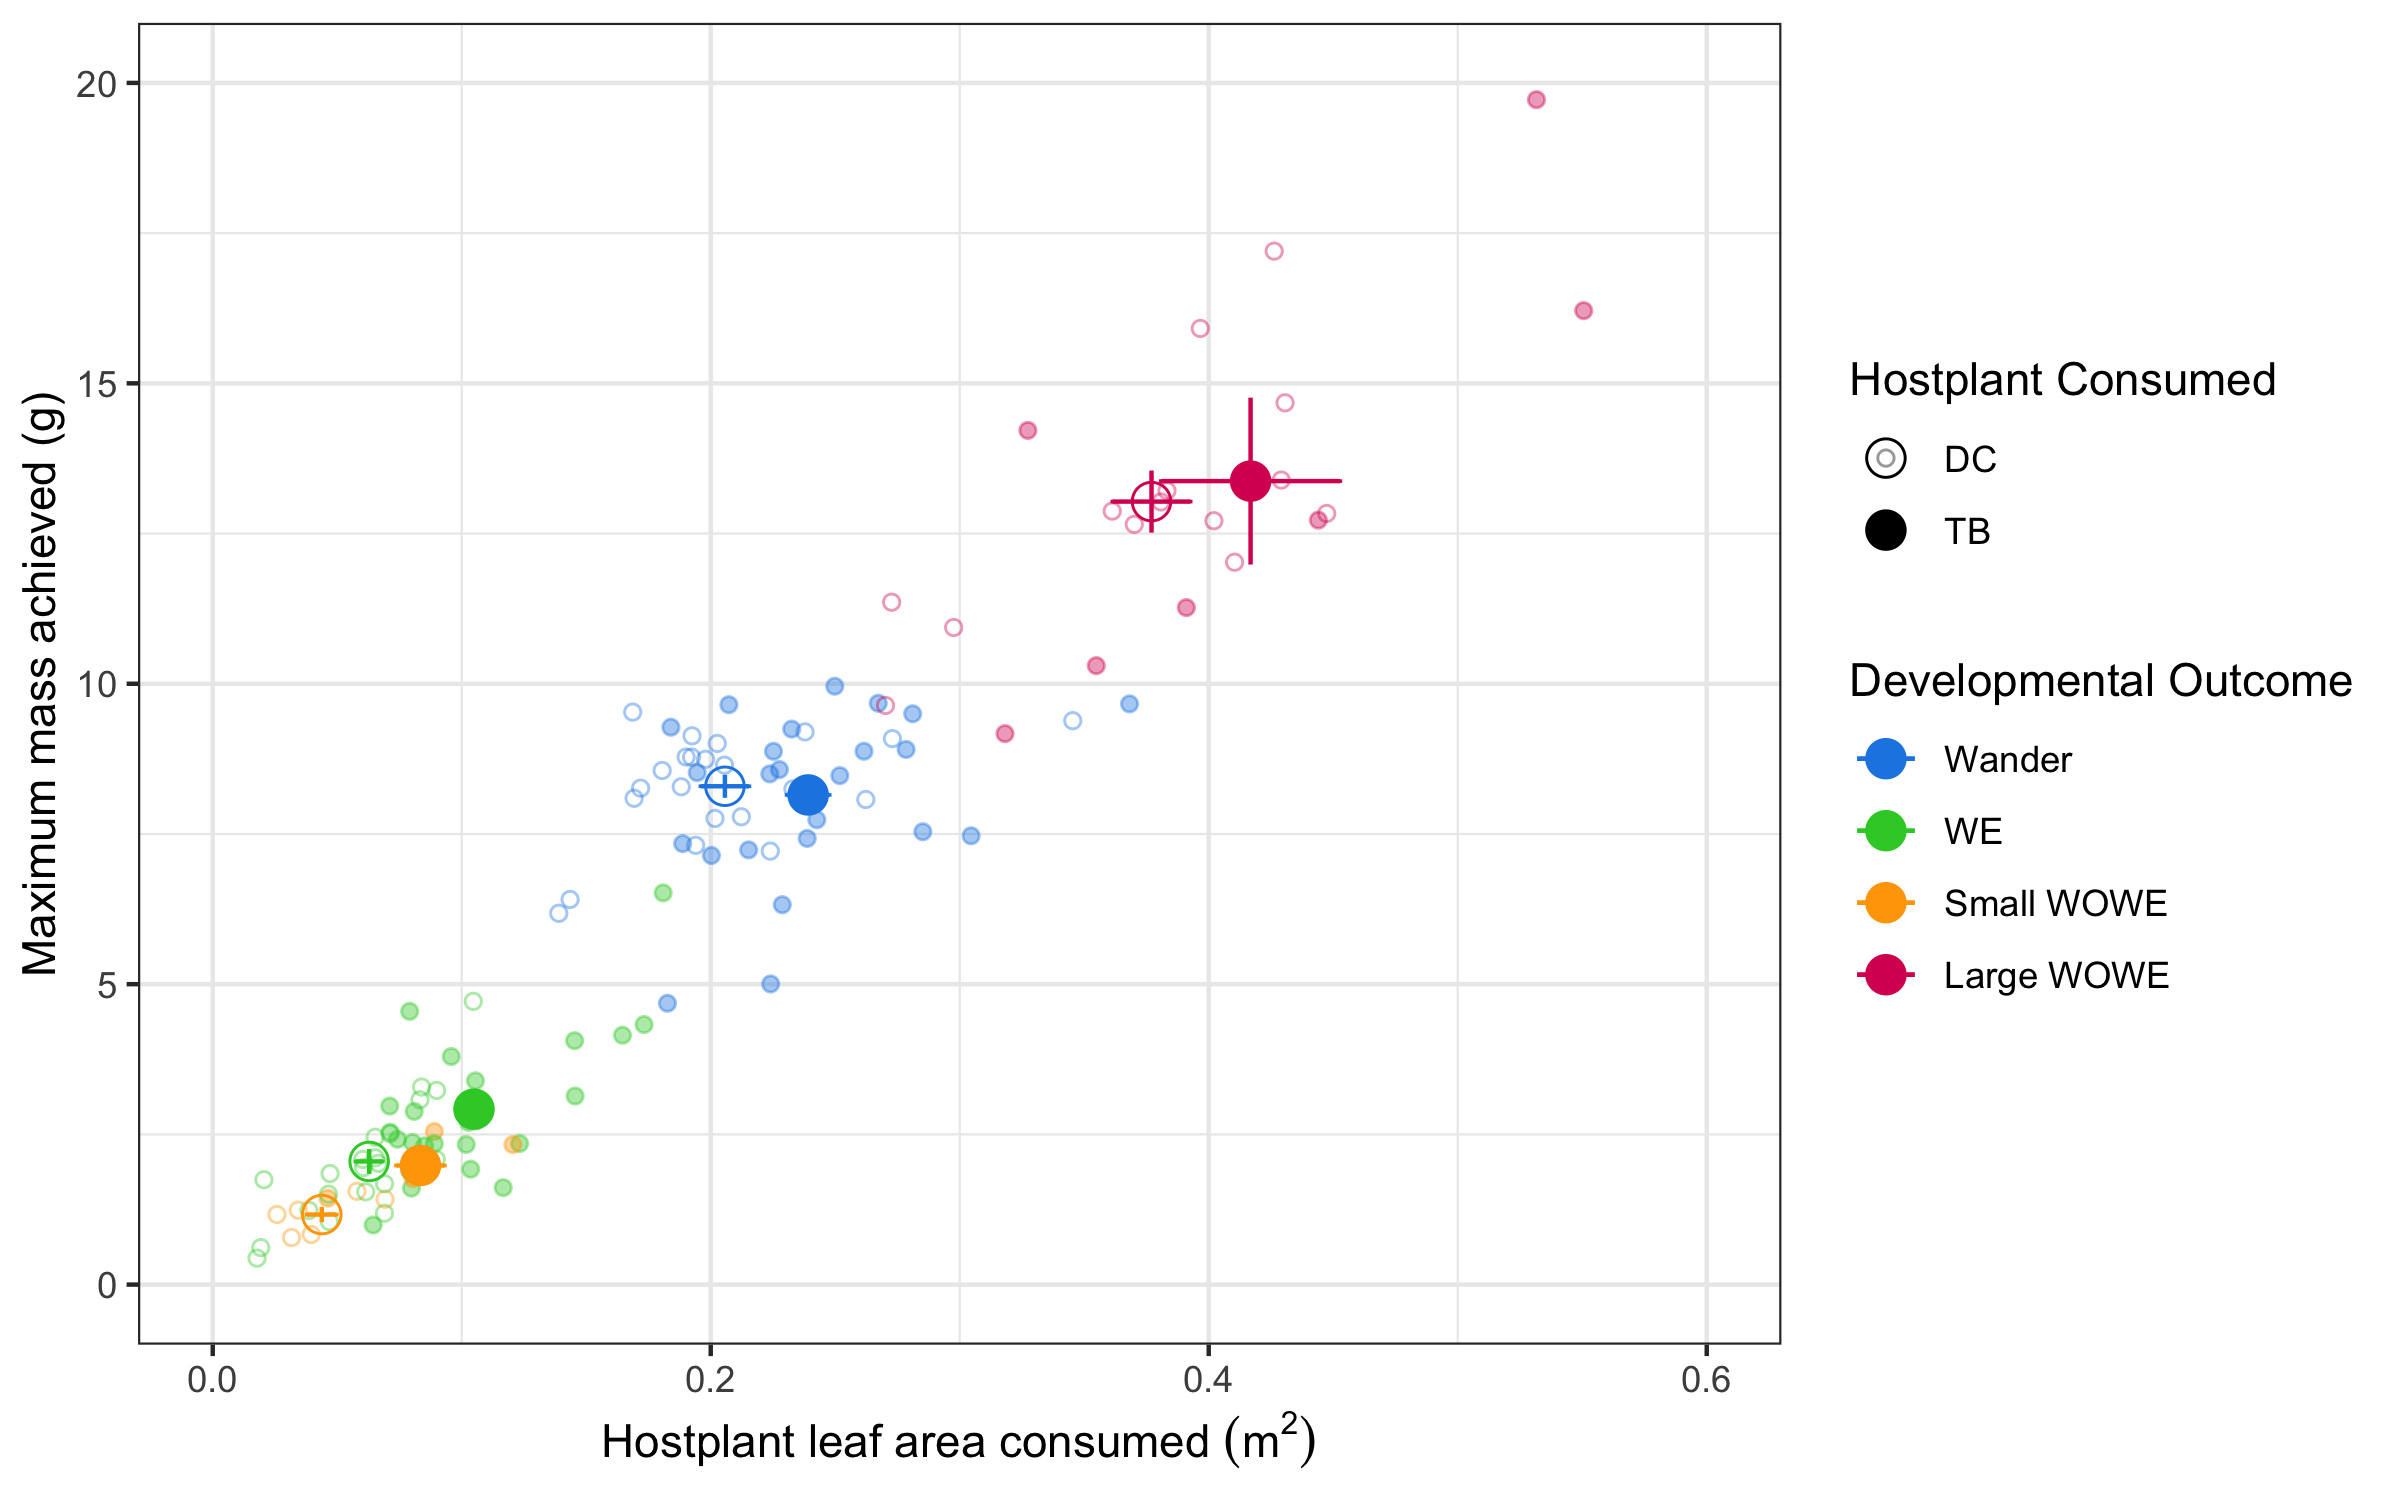 Maximum mass achieved (g)
20
15
10
5
0
0.0 0.2 0.4 0.6
Hostplant leaf area consumed (m²)
Hostplant Consumed
DC
TB
Developmental Outcome
Wander
WE
Small WOWE
Large WOWE